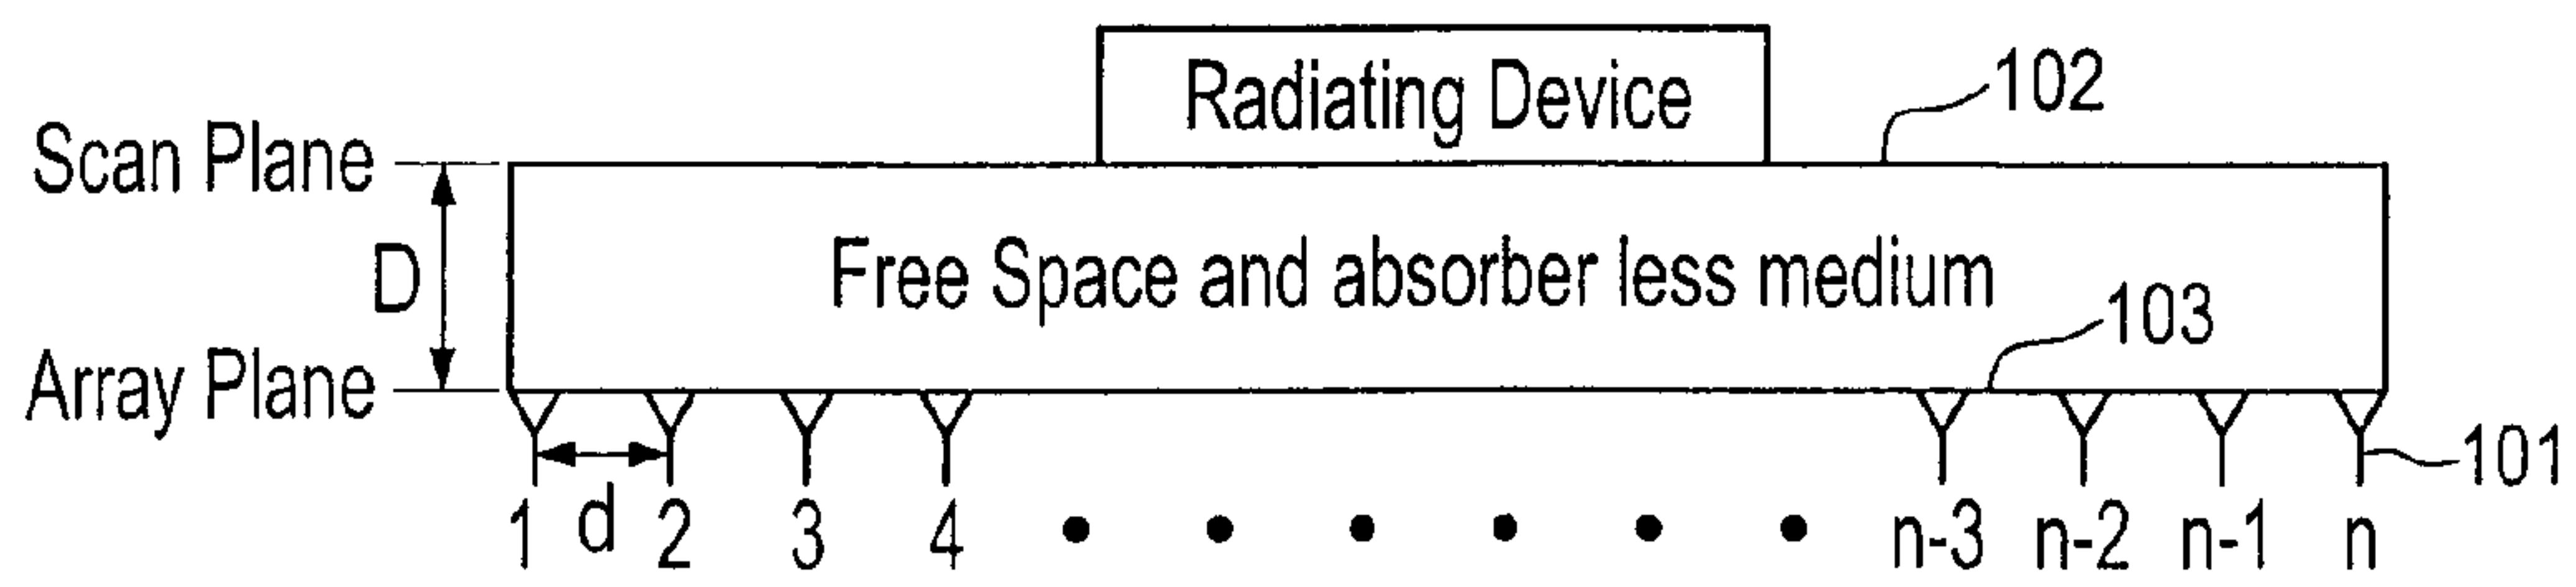 Radiating Device
102
Scan Plane
D
Free Space and absorber less medium
103
Array Plane
101
1 d 2 3 4 • • • • • • n-3 n-2 n-1 n